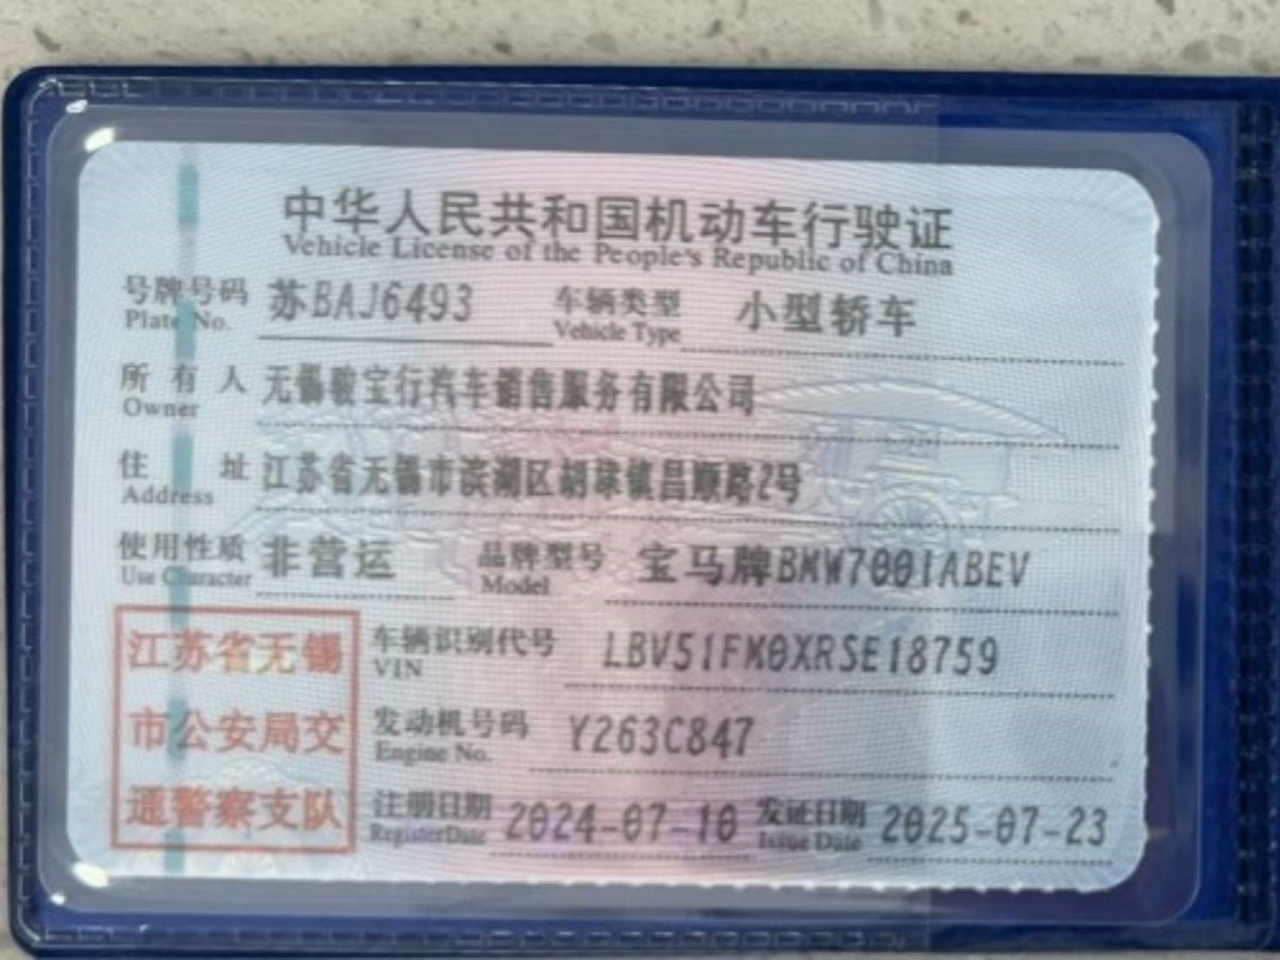 中华人民共和国机动车行驶证
Vehicle License of the People's Republic of China
号牌号码 苏BAJ6493 车辆类型 小型轿车
Plate No. Vehicle Type
所有人 无锡骏宝行汽车销售服务有限公司
Owner
住址 江苏省无锡市滨湖区胡埭镇昌顺路2号
Address
使用性质 非营运 品牌型号 宝马牌BMW7001ABEV
Use Character Model
江苏省无锡
市公安局交
通警察支队
车辆识别代号 LBV51FM0XRSE18759
VIN
发动机号码 Y263C847
Engine No.
注册日期 2024-07-10 发证日期 2025-07-23
Register Date Issue Date